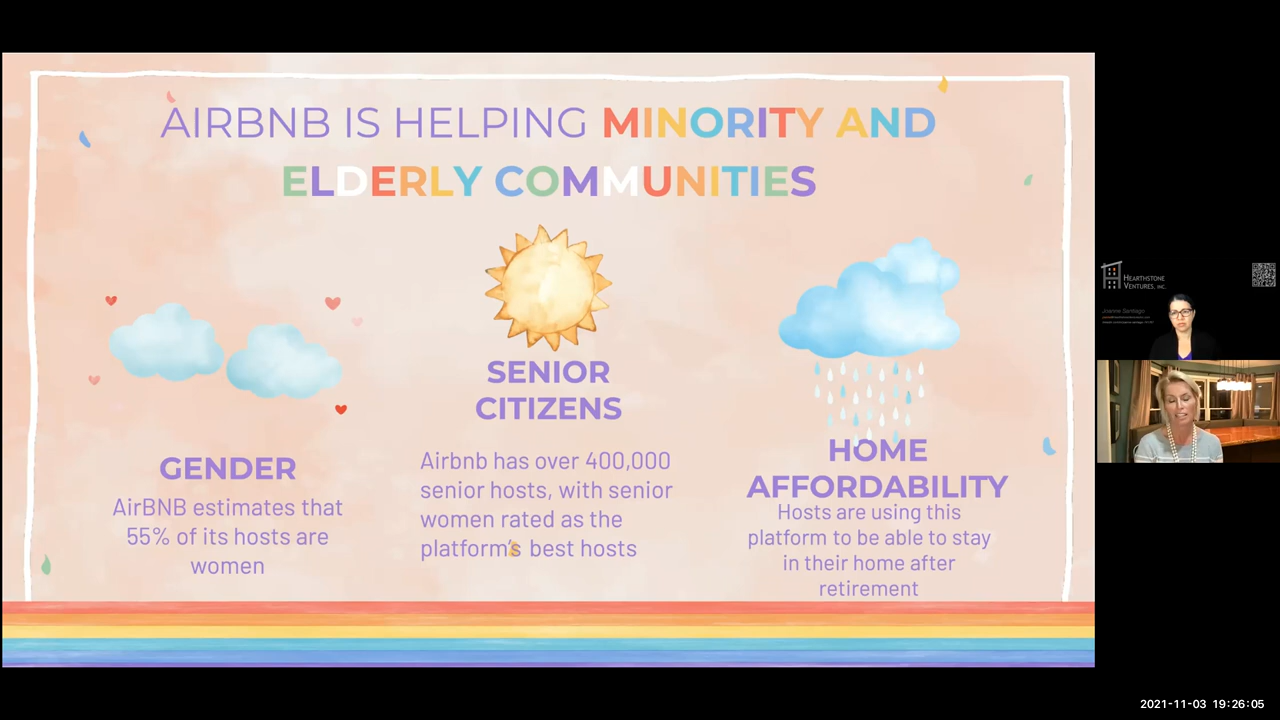 AIRBNB IS HELPING MINORITY AND
ELDERLY COMMUNITIES
GENDER
AirBNB estimates that
55% of its hosts are
women
SENIOR
CITIZENS
Airbnb has over 400,000
senior hosts, with senior
women rated as the
platform's best hosts
HOME
AFFORDABILITY
Hosts are using this
platform to be able to stay
in their home after
retirement
HEARTHSTONE
VENTURES, INC.
Joanne Santiago
2021-11-03 19:26:05